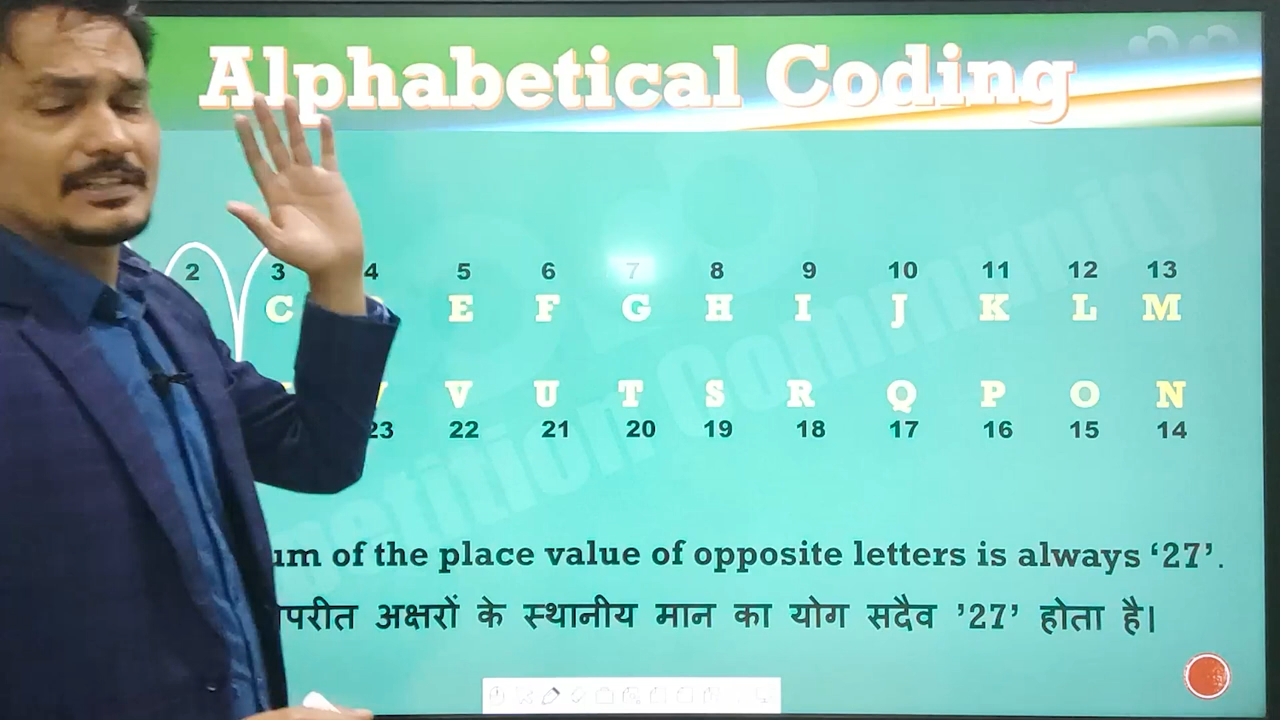 Alphabetical Coding
2 3 4 5 6 7 8 9 10 11 12 13
C E F G H I J K L M
V U T S R Q P O N
23 22 21 20 19 18 17 16 15 14
of the place value of opposite letters is always ‘27’.
अक्षरों के स्थानीय मान का योग सदैव ’27’ होता है।
Community